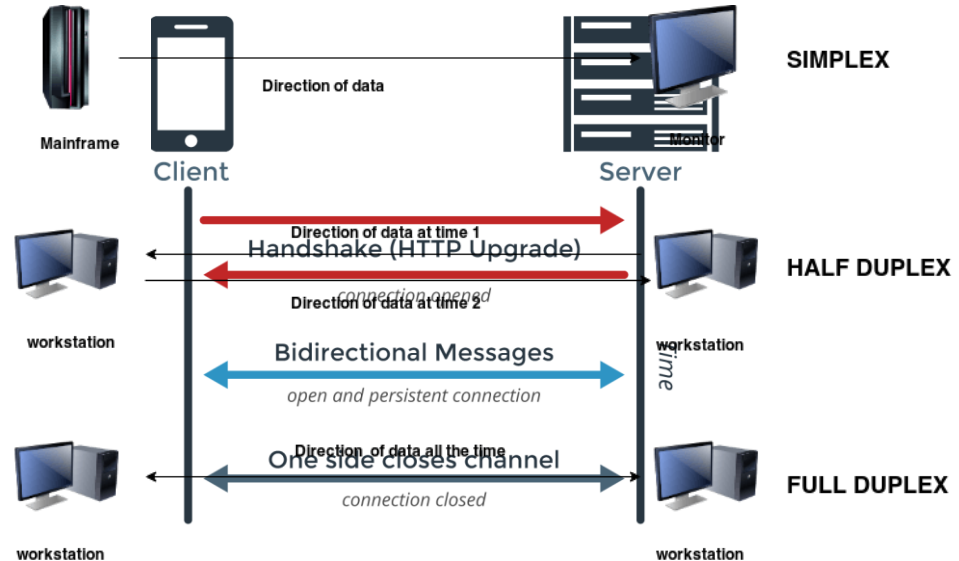 SIMPLEX
Direction of data
Mainframe
Monitor
Client
Server
Direction of data at time 1
Handshake (HTTP Upgrade)
HALF DUPLEX
connection opened
Direction of data at time 2
workstation
workstation
Bidirectional Messages
Time
open and persistent connection
Direction of data all the time
One side closes channel
FULL DUPLEX
connection closed
workstation
workstation